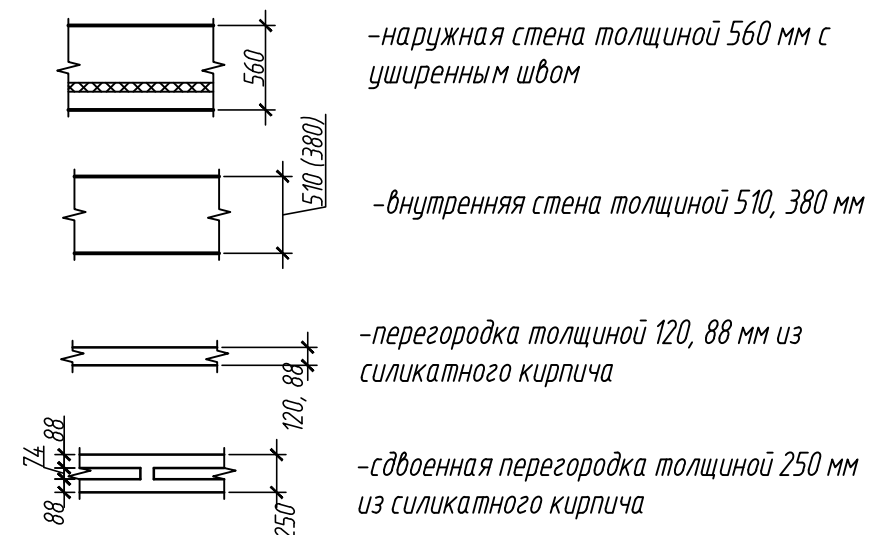 560
-наружная стена толщиной 560 мм с
уширенным швом
510 (380)
-внутренняя стена толщиной 510, 380 мм
120, 88
-перегородка толщиной 120, 88 мм из
силикатного кирпича
74
88
88
250
-сдвоенная перегородка толщиной 250 мм
из силикатного кирпича